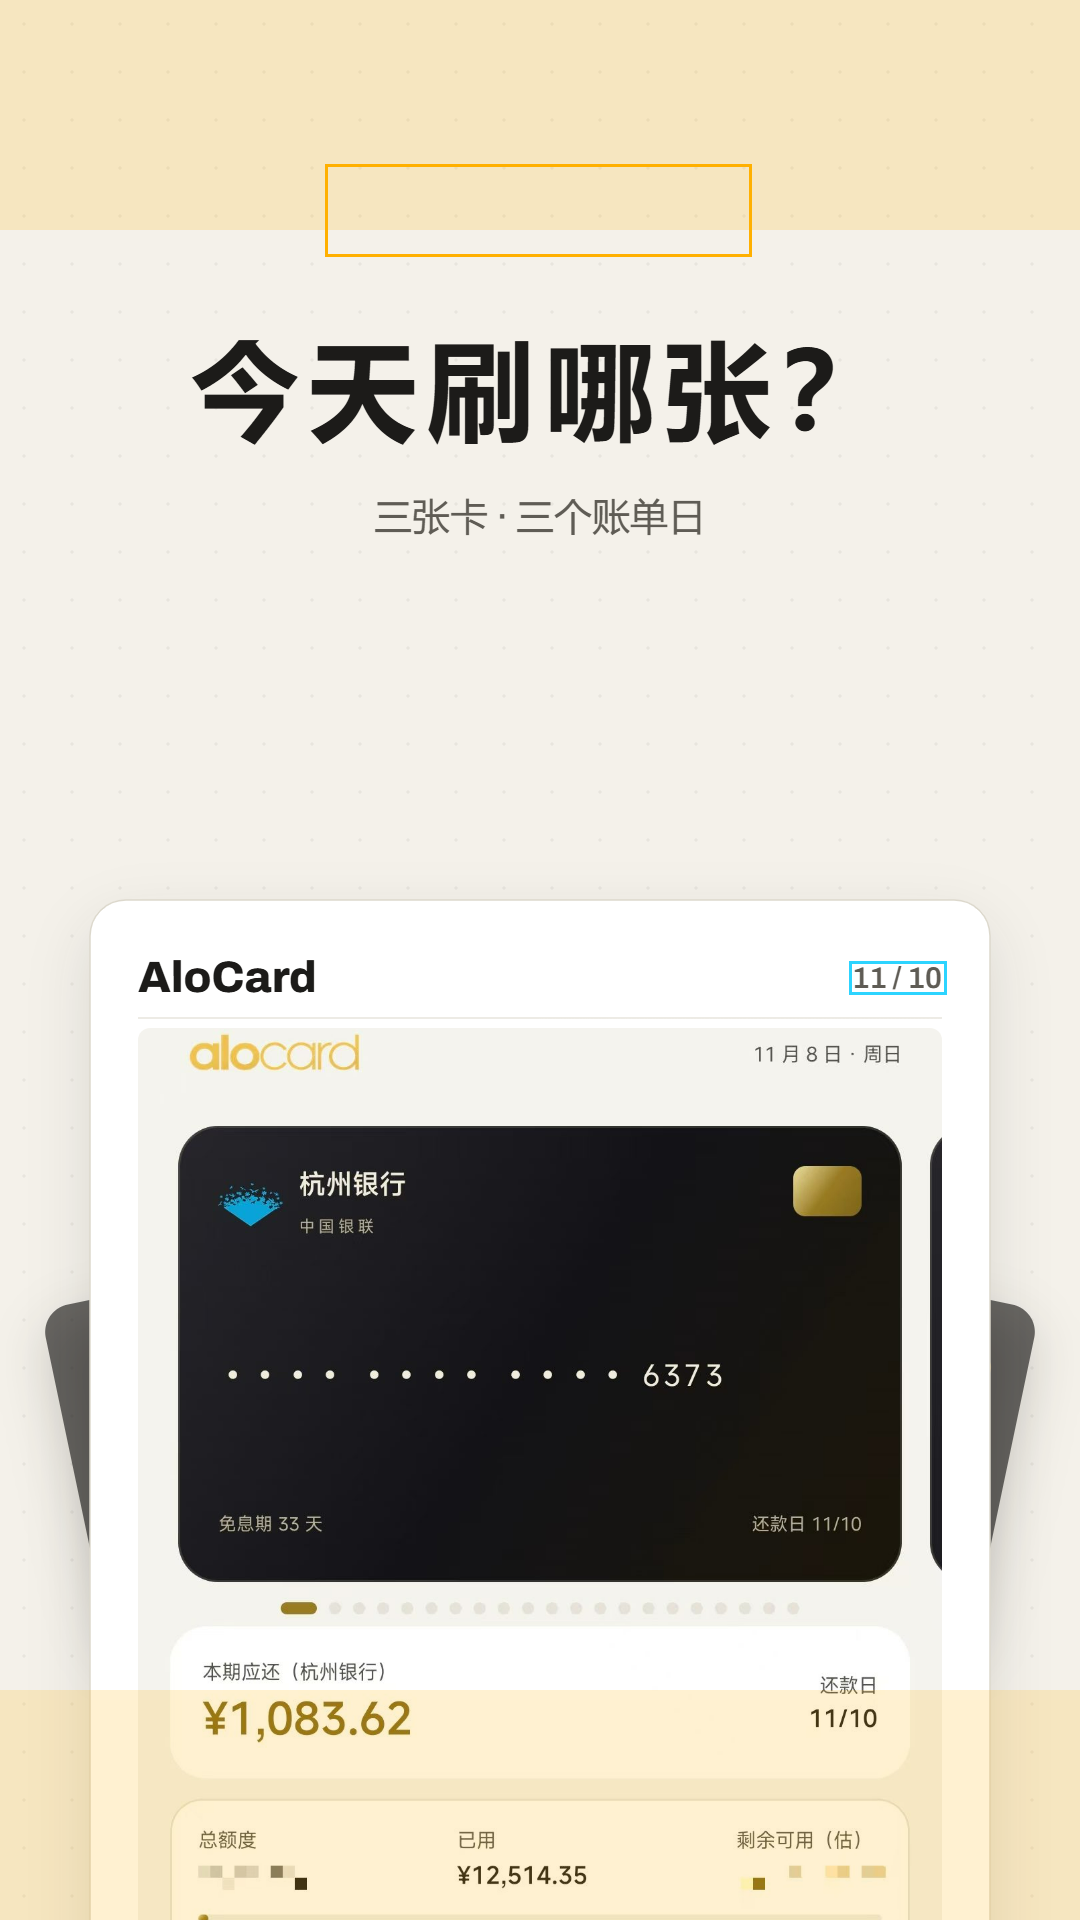 今天刷哪张？
三张卡·三个账单日
AloCard
11 / 10
alocard
11 月 8 日 · 周日
杭州银行
中国银联
•••• •••• •••• 6373
免息期 33 天
还款日 11/10
本期应还（杭州银行）
还款日
¥1,083.62
11/10
总额度
已用
剩余可用（估）
¥12,514.35